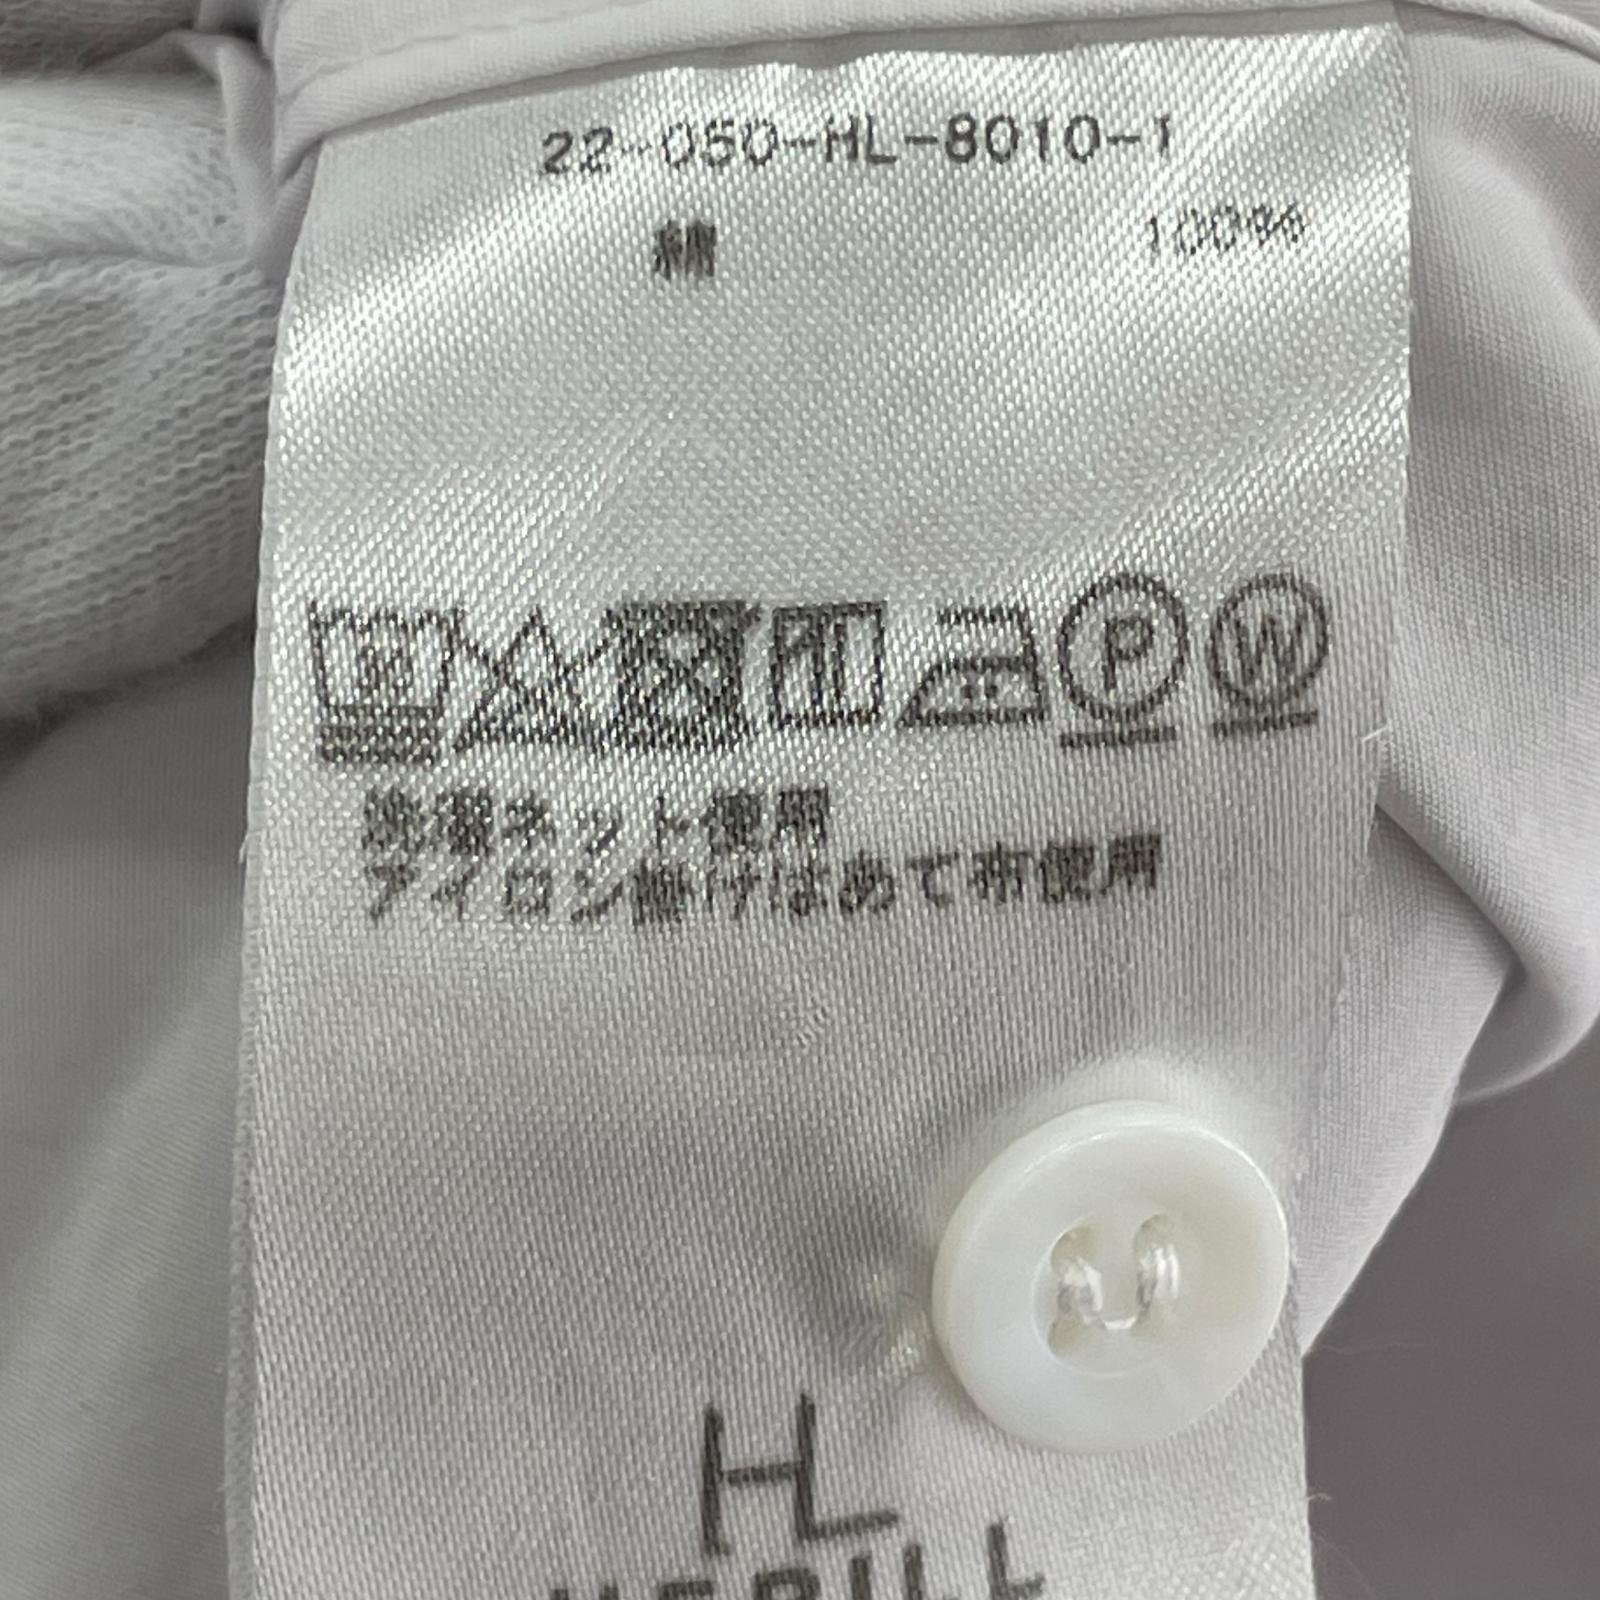 22-050-HL-8010-1
綿 100%
P W
洗濯ネット使用
アイロン掛けはあて布使用
HL
HERILL